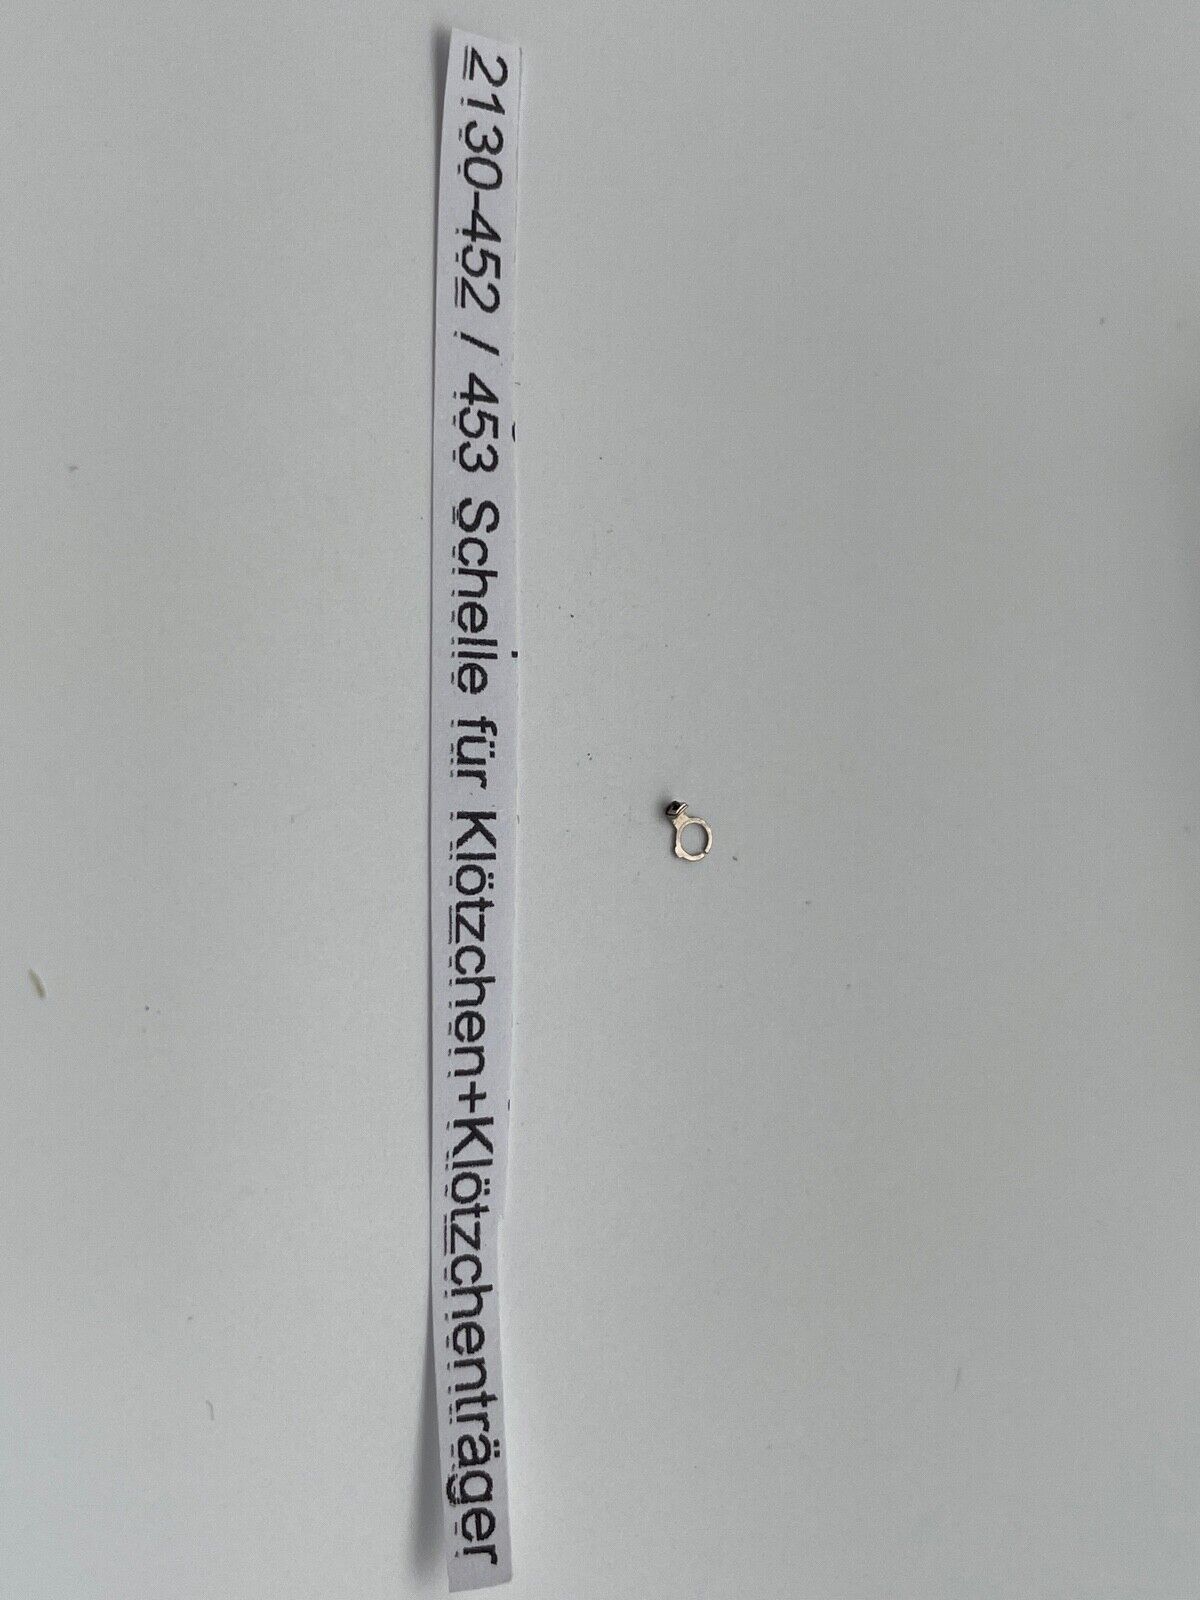 2130-452 / 453 Schelle für Klötzchen+Klötzchenträger